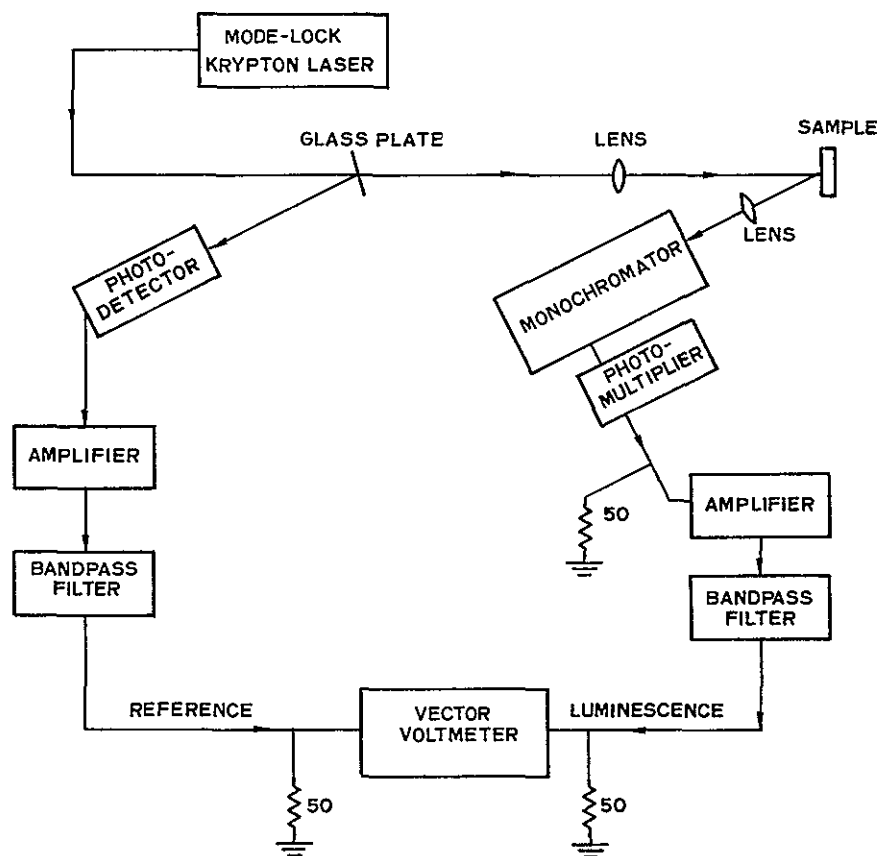 MODE-LOCK
KRYPTON LASER
GLASS PLATE
LENS
SAMPLE
LENS
PHOTO-
DETECTOR
MONOCHROMATOR
PHOTO-
MULTIPLIER
AMPLIFIER
50
AMPLIFIER
BANDPASS
FILTER
BANDPASS
FILTER
REFERENCE
VECTOR
VOLTMETER
LUMINESCENCE
50
50